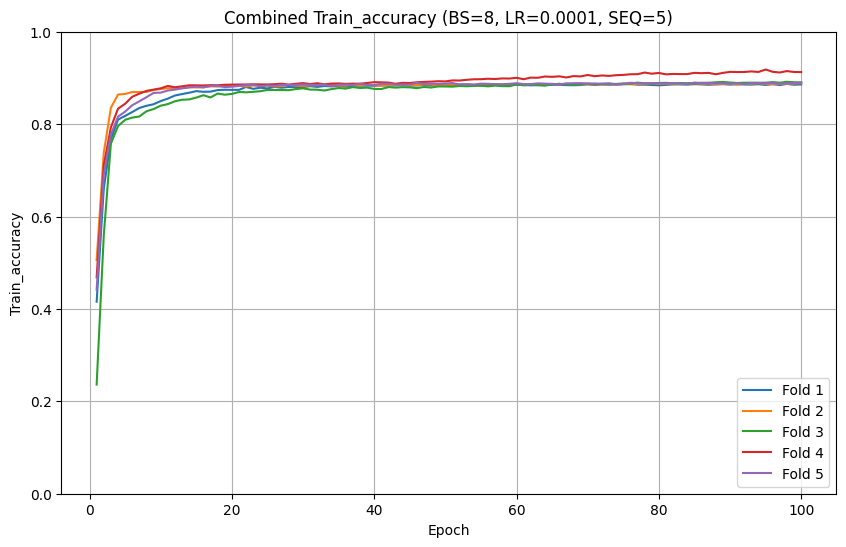 Combined Train_accuracy (BS=8, LR=0.0001, SEQ=5)
1.0
0.8
0.6
0.4
0.2
0.0
Train_accuracy
0 20 40 60 80 100
Epoch
Fold 1
Fold 2
Fold 3
Fold 4
Fold 5